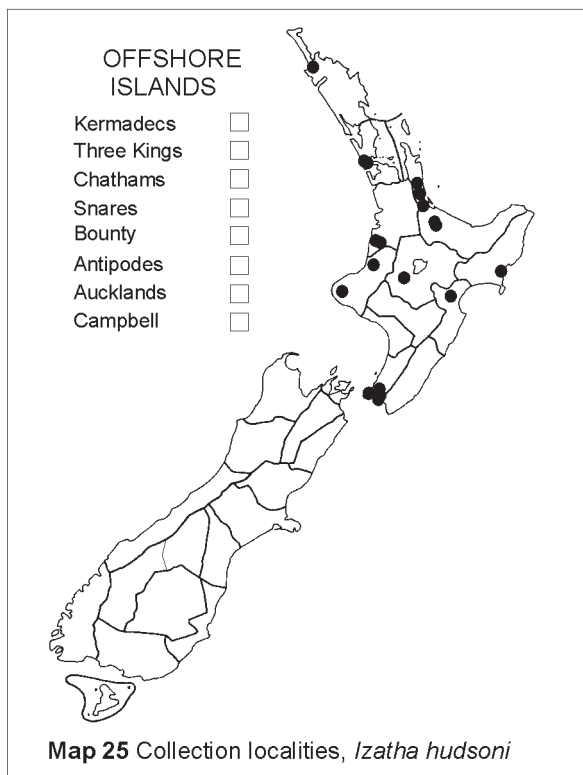 OFFSHORE
ISLANDS
Kermadecs
Three Kings
Chathams
Snares
Bounty
Antipodes
Aucklands
Campbell
Map 25 Collection localities, Izatha hudsoni